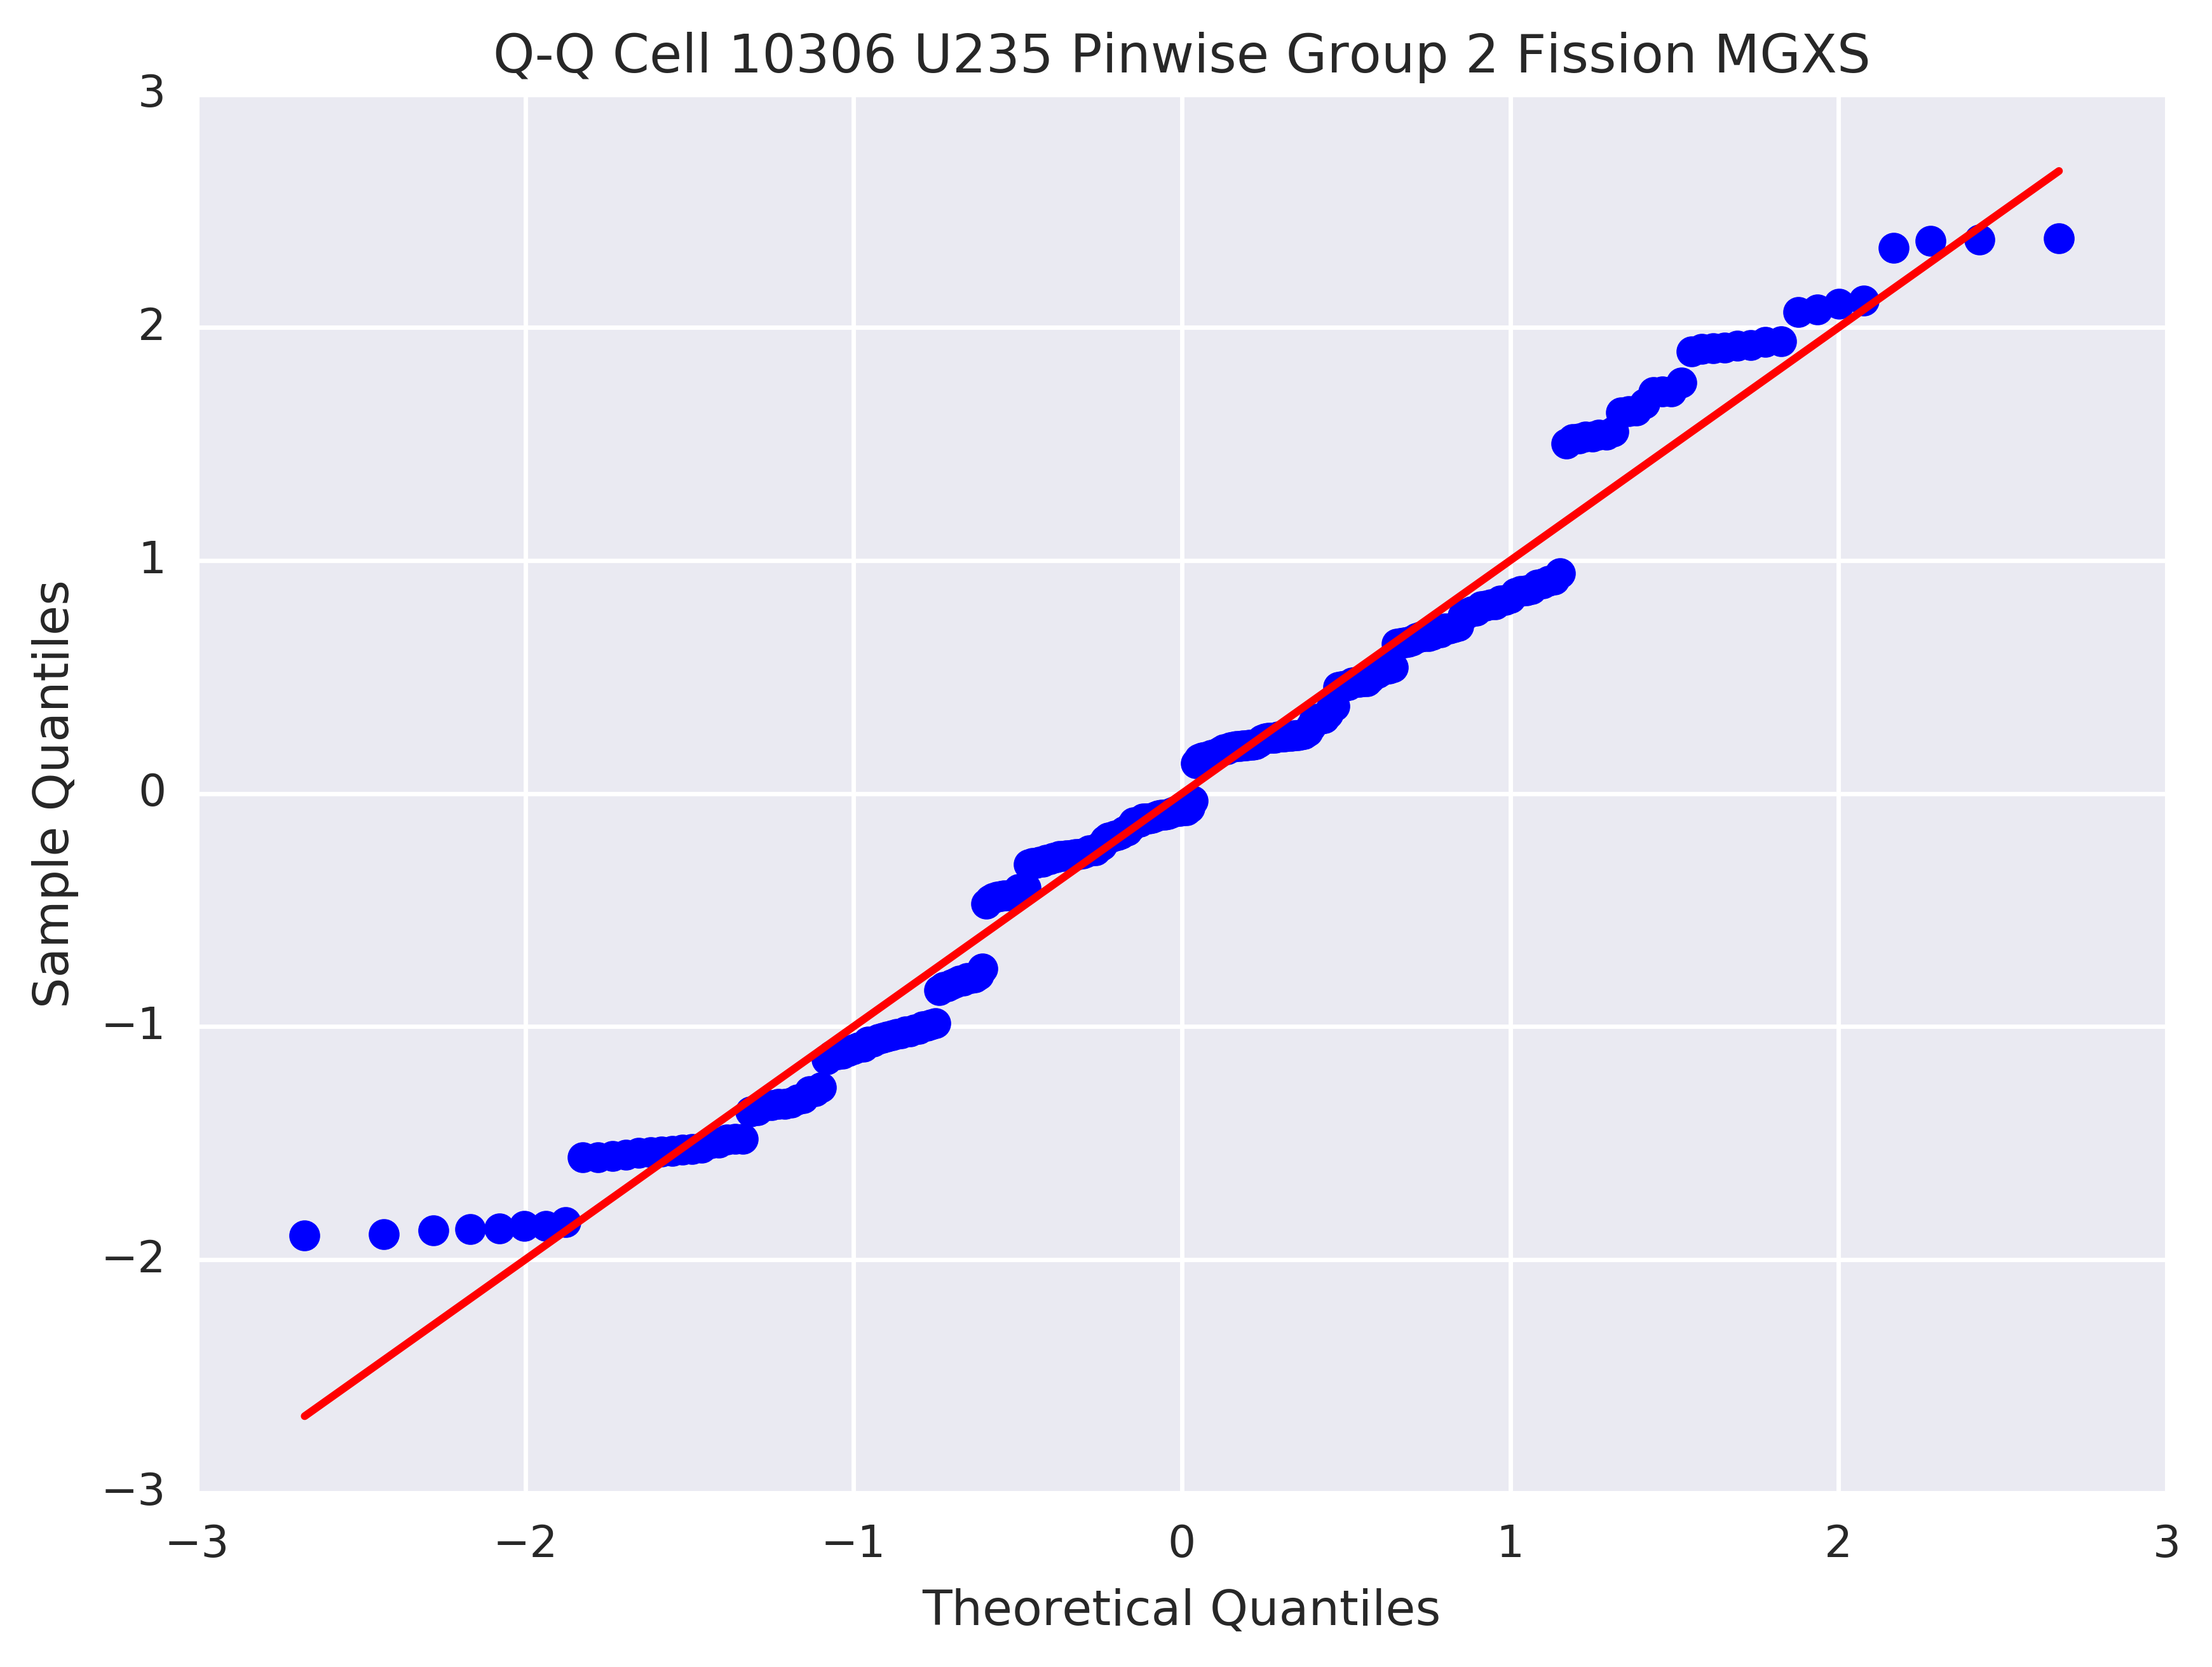 Q-Q Cell 10306 U235 Pinwise Group 2 Fission MGXS
3
2
1
0
−1
−2
−3
Sample Quantiles
−3 −2 −1 0 1 2 3
Theoretical Quantiles